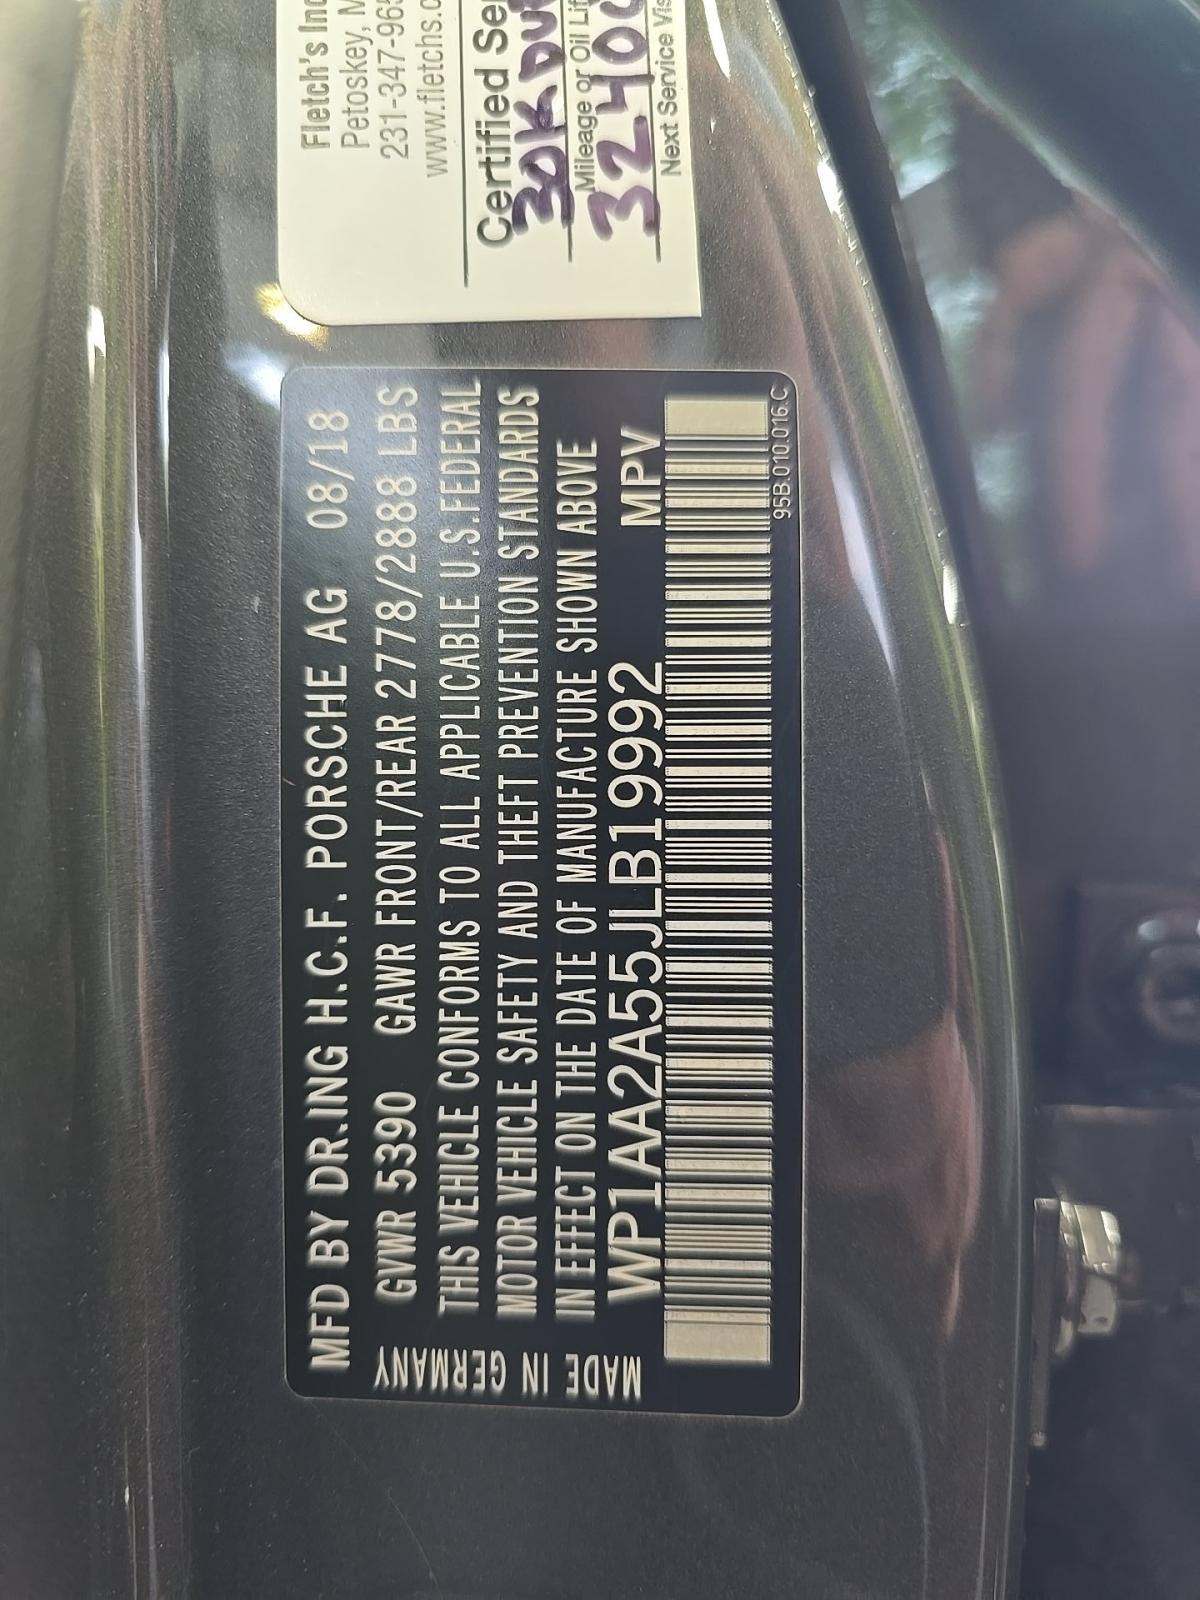 Fletch's Inc
Petoskey, M
231-347-965
www.fletchs.c
Certified Se
30K
Mileage or Oil Lif
3240
Next Service Vis
MFD BY DR.ING H.C.F. PORSCHE AG 08/18
GVWR 5390 GAWR FRONT/REAR 2778/2888 LBS
THIS VEHICLE CONFORMS TO ALL APPLICABLE U.S.FEDERAL
MOTOR VEHICLE SAFETY AND THEFT PREVENTION STANDARDS
IN EFFECT ON THE DATE OF MANUFACTURE SHOWN ABOVE
WP1AA2A55JLB19992 MPV
MADE IN GERMANY
95B.010.016.C